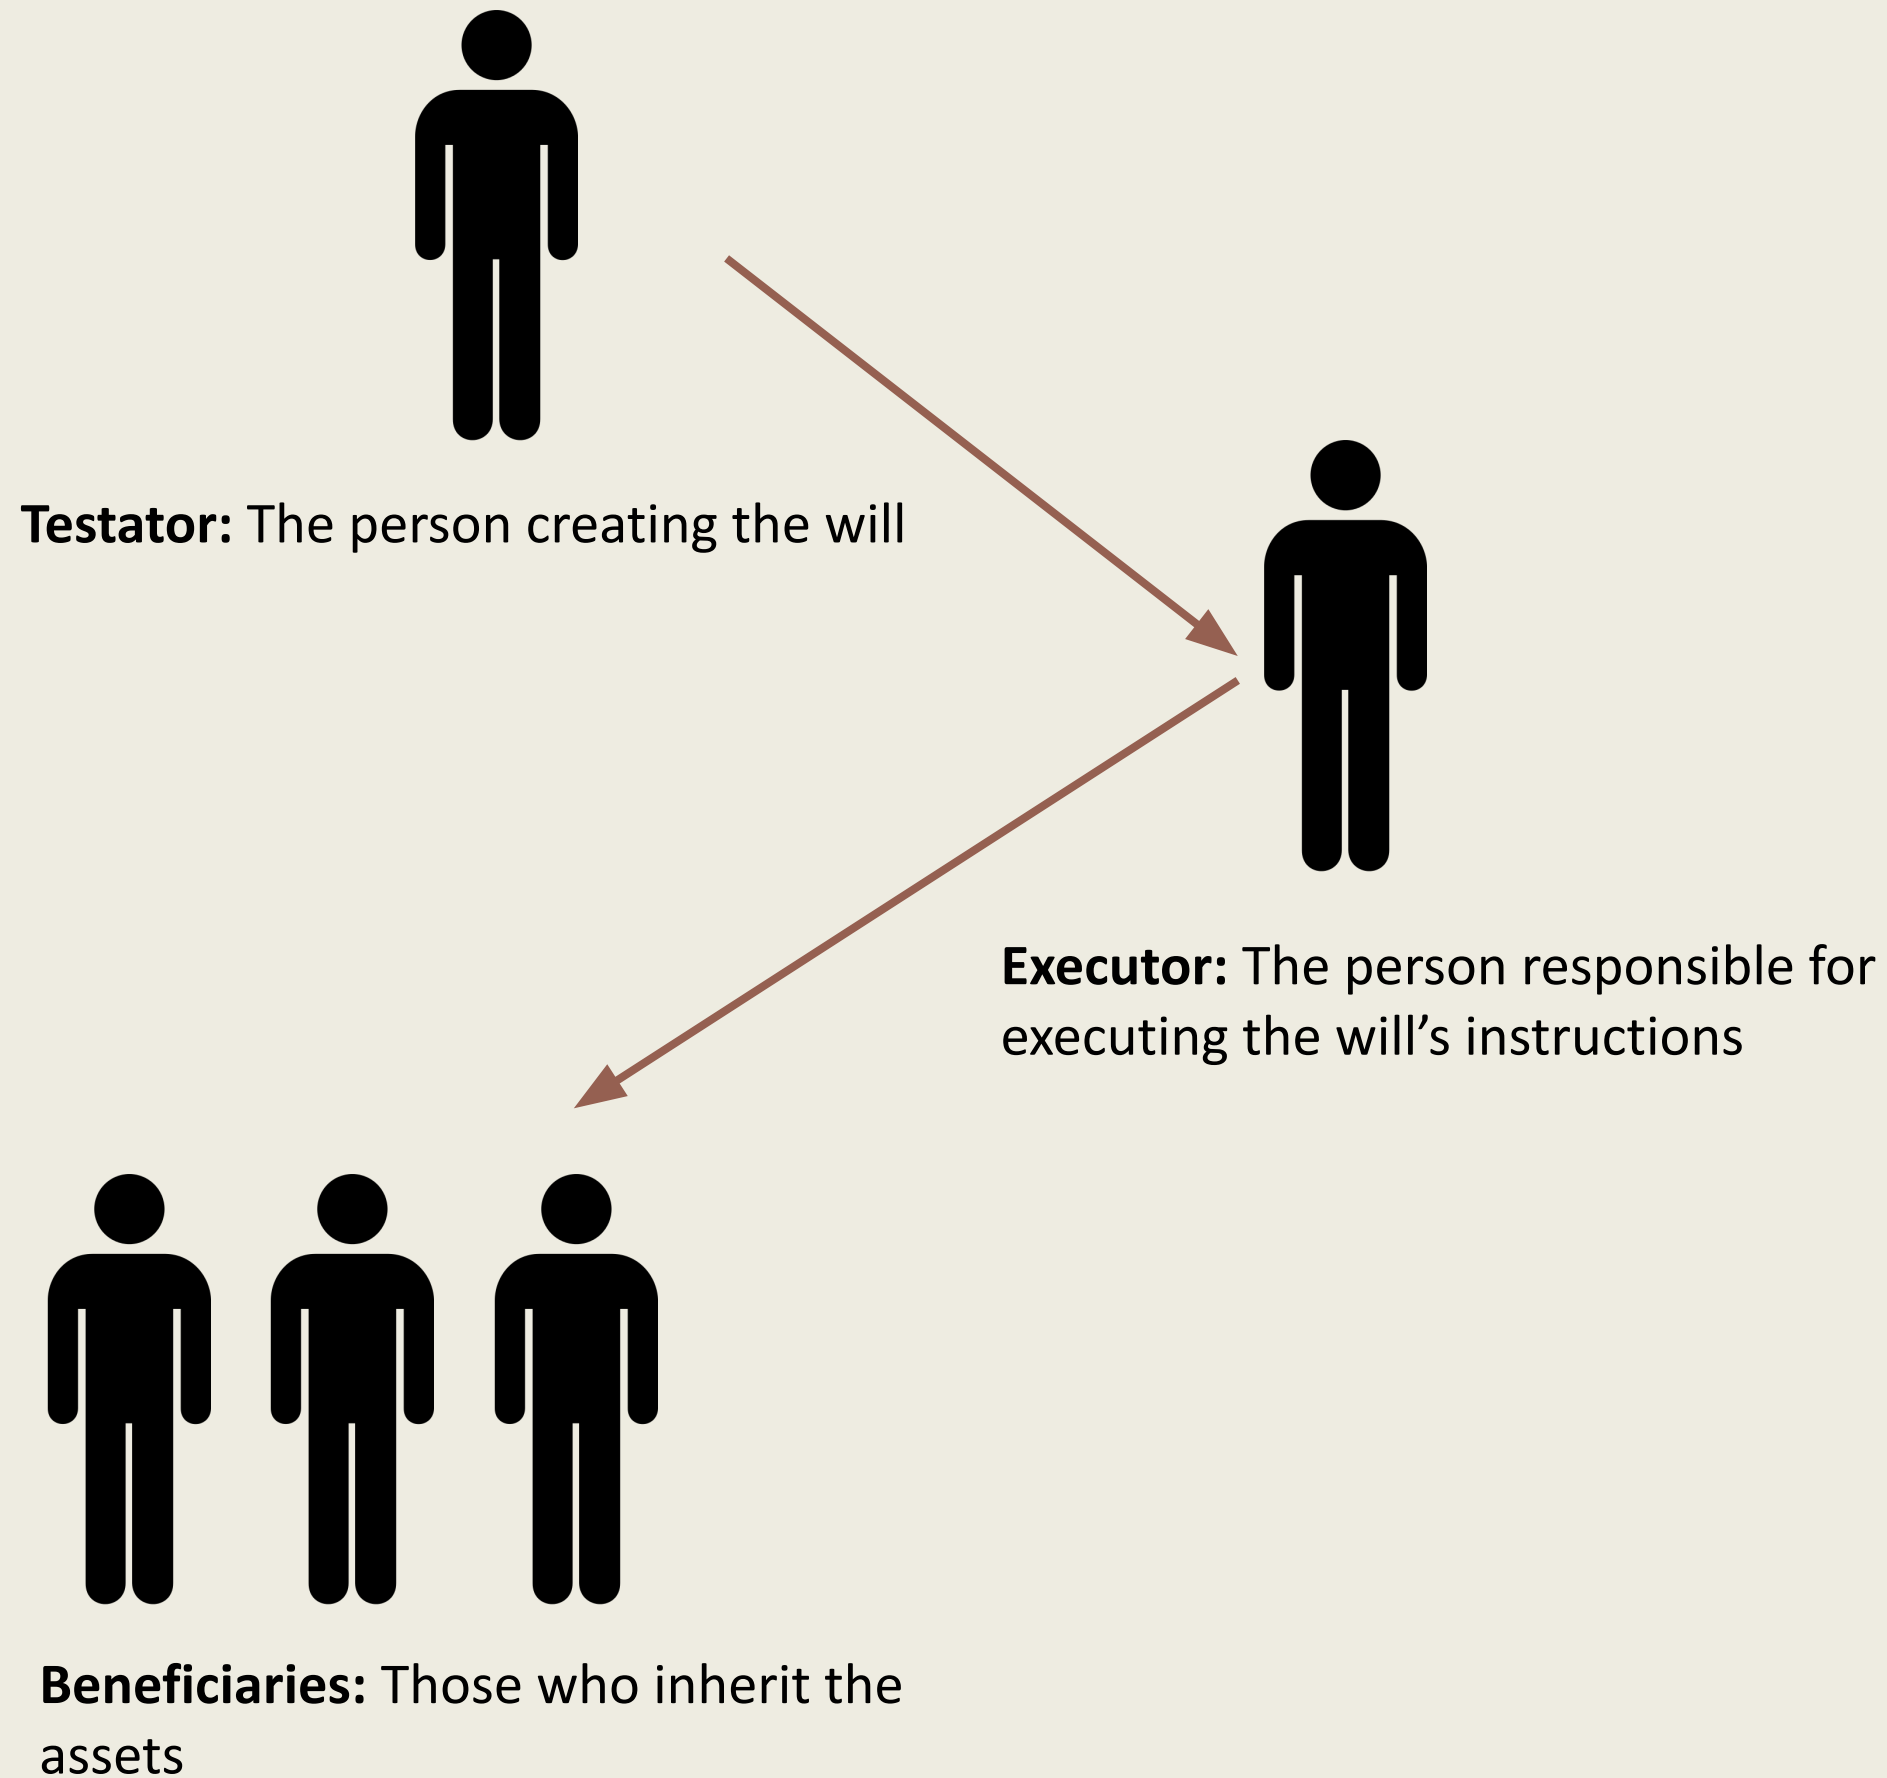 Testator: The person creating the will
Executor: The person responsible for
executing the will’s instructions
Beneficiaries: Those who inherit the
assets